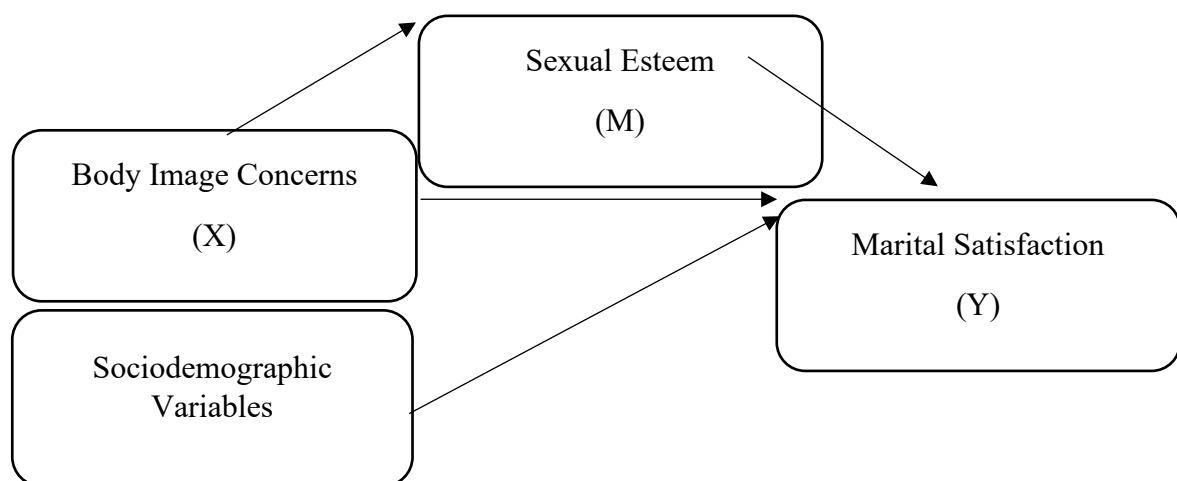 Sexual Esteem
(M)
Body Image Concerns
(X)
Marital Satisfaction
(Y)
Sociodemographic
Variables